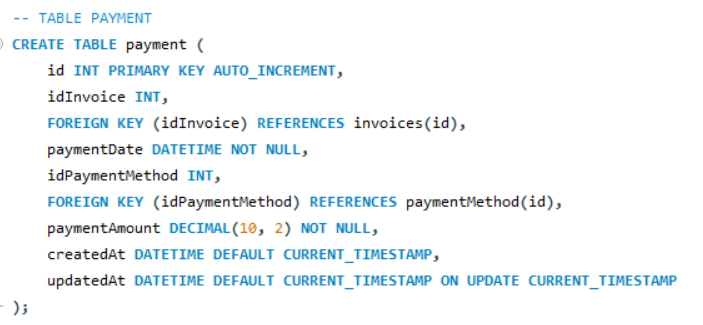 -- TABLE PAYMENT
CREATE TABLE payment (
id INT PRIMARY KEY AUTO_INCREMENT,
idInvoice INT,
FOREIGN KEY (idInvoice) REFERENCES invoices(id),
paymentDate DATETIME NOT NULL,
idPaymentMethod INT,
FOREIGN KEY (idPaymentMethod) REFERENCES paymentMethod(id),
paymentAmount DECIMAL(10, 2) NOT NULL,
createdAt DATETIME DEFAULT CURRENT_TIMESTAMP,
updatedAt DATETIME DEFAULT CURRENT_TIMESTAMP ON UPDATE CURRENT_TIMESTAMP
);